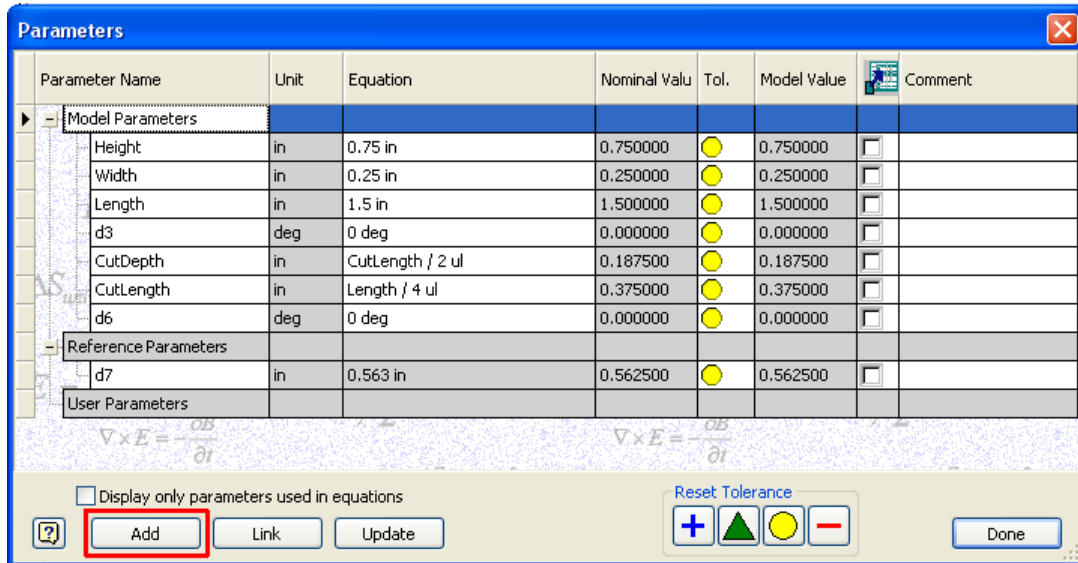 Parameters
Parameter Name Unit Equation Nominal Valu Tol. Model Value Comment
Model Parameters
Height in 0.75 in 0.750000 0.750000
Width in 0.25 in 0.250000 0.250000
Length in 1.5 in 1.500000 1.500000
d3 deg 0 deg 0.000000 0.000000
CutDepth in CutLength / 2 ul 0.187500 0.187500
CutLength in Length / 4 ul 0.375000 0.375000
d6 deg 0 deg 0.000000 0.000000
Reference Parameters
d7 in 0.563 in 0.562500 0.562500
User Parameters
∇ × E = − ∂B/∂t ∇ × E = − ∂B/∂t
Display only parameters used in equations
Reset Tolerance
Add Link Update Done